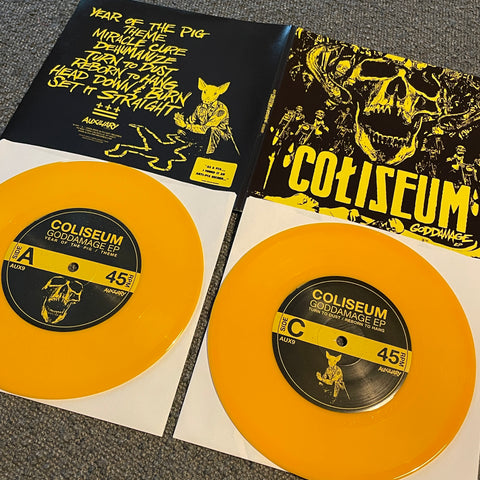 YEAR OF THE PIG
THEME
MIRACLE CURE
DEHUMANIZE
TURN TO DUST
REBORN TO HANG
HEAD DOWN & BURN
SET IT STRAIGHT
AUXILIARY
COLISEUM
GODDAMAGE EP
COLISEUM
GODDAMAGE EP
YEAR OF THE PIG / THEME
SIDE A
AUX9
45 RPM
AUXILIARY
COLISEUM
GODDAMAGE EP
TURN TO DUST / REBORN TO HANG
SIDE C
AUX9
45 RPM
AUXILIARY